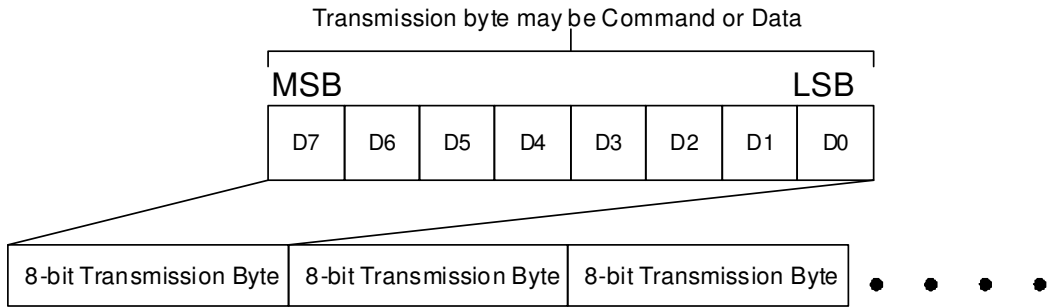 Transmission byte may be Command or Data
MSB LSB
D7 D6 D5 D4 D3 D2 D1 D0
8-bit Transmission Byte 8-bit Transmission Byte 8-bit Transmission Byte